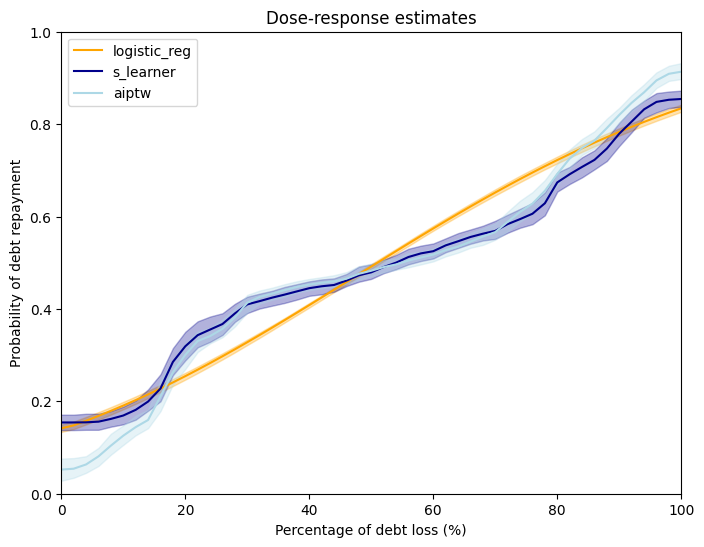 Dose-response estimates
logistic_reg
s_learner
aiptw
Probability of debt repayment
1.0
0.8
0.6
0.4
0.2
0.0
0 20 40 60 80 100
Percentage of debt loss (%)